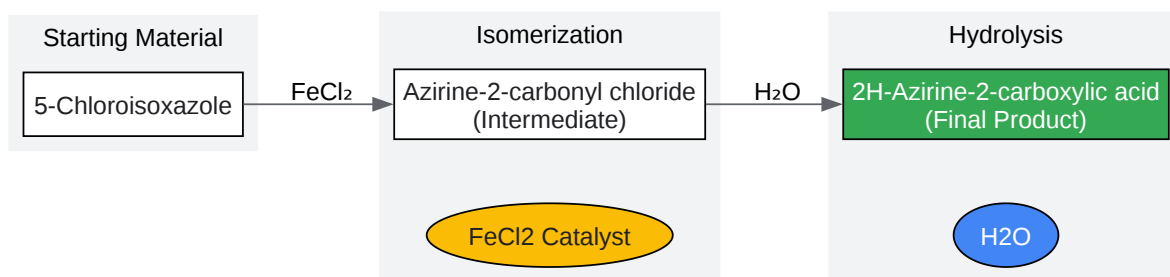 Starting Material
Isomerization
Hydrolysis
5-Chloroisoxazole
FeCl₂
Azirine-2-carbonyl chloride
(Intermediate)
H₂O
2H-Azirine-2-carboxylic acid
(Final Product)
FeCl2 Catalyst
H2O